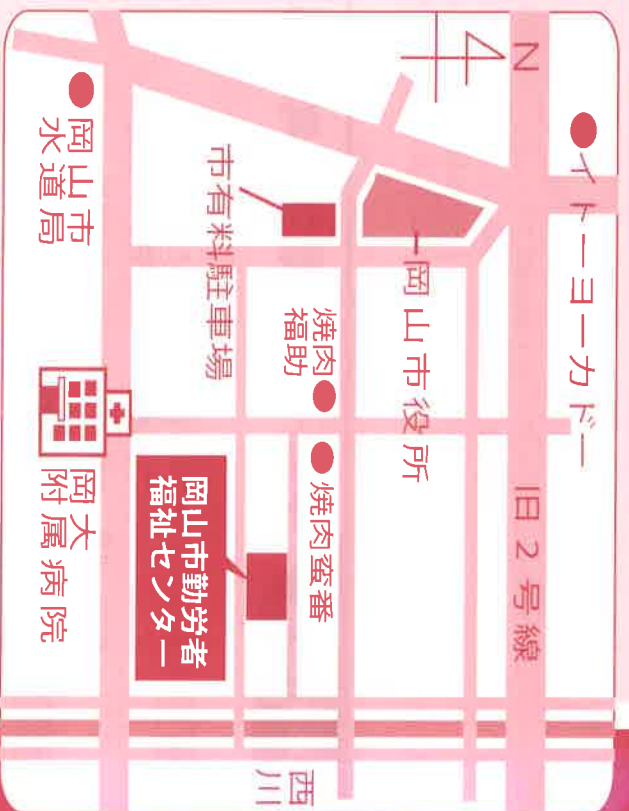 N
イトーヨーカドー
旧2号線
岡山市役所
市有料駐車場
焼肉
福助
焼肉蛮番
岡山市
水道局
岡大
附属病院
岡山市勤労者
福祉センター
西川